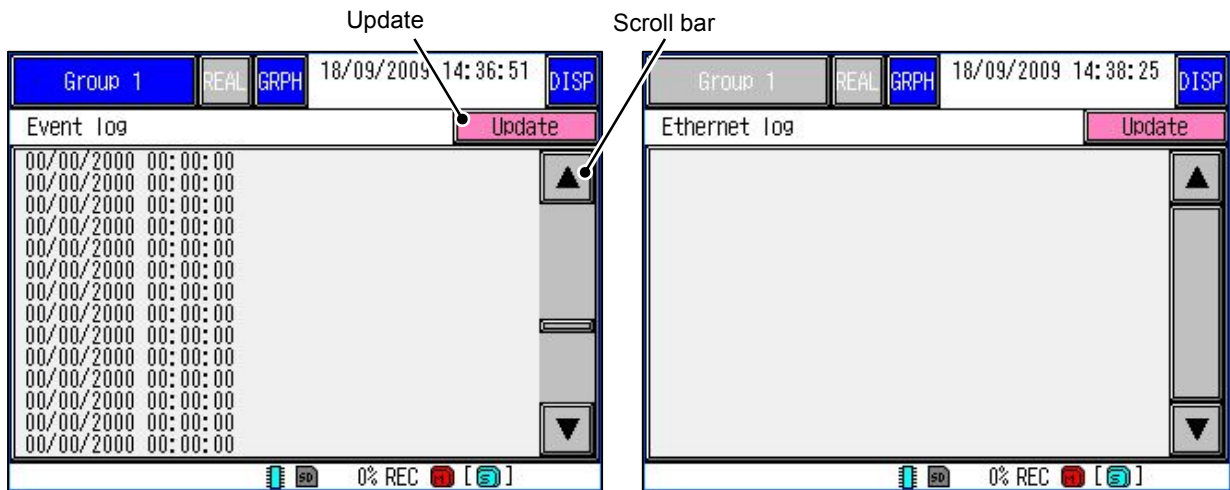 Update
Scroll bar
Group 1 REAL GRPH 18/09/2009 14:36:51 DISP
Event log Update
00/00/2000 00:00:00
00/00/2000 00:00:00
00/00/2000 00:00:00
00/00/2000 00:00:00
00/00/2000 00:00:00
00/00/2000 00:00:00
00/00/2000 00:00:00
00/00/2000 00:00:00
00/00/2000 00:00:00
00/00/2000 00:00:00
00/00/2000 00:00:00
00/00/2000 00:00:00
00/00/2000 00:00:00
00/00/2000 00:00:00
SD 0% REC M [S]
Group 1 REAL GRPH 18/09/2009 14:38:25 DISP
Ethernet log Update
SD 0% REC M [S]